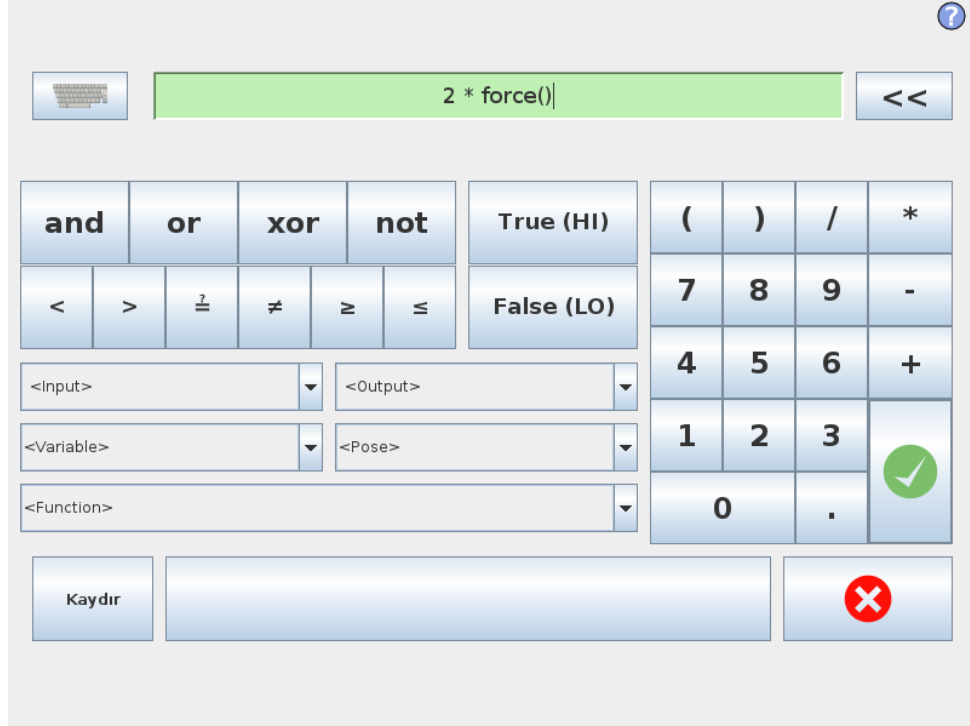 ?
2 * force()
<<
and or xor not True (HI) ( ) / *
< > ≟ ≠ ≥ ≤ False (LO) 7 8 9 -
<Input> <Output> 4 5 6 +
<Variable> <Pose> 1 2 3
<Function> 0 .
Kaydır